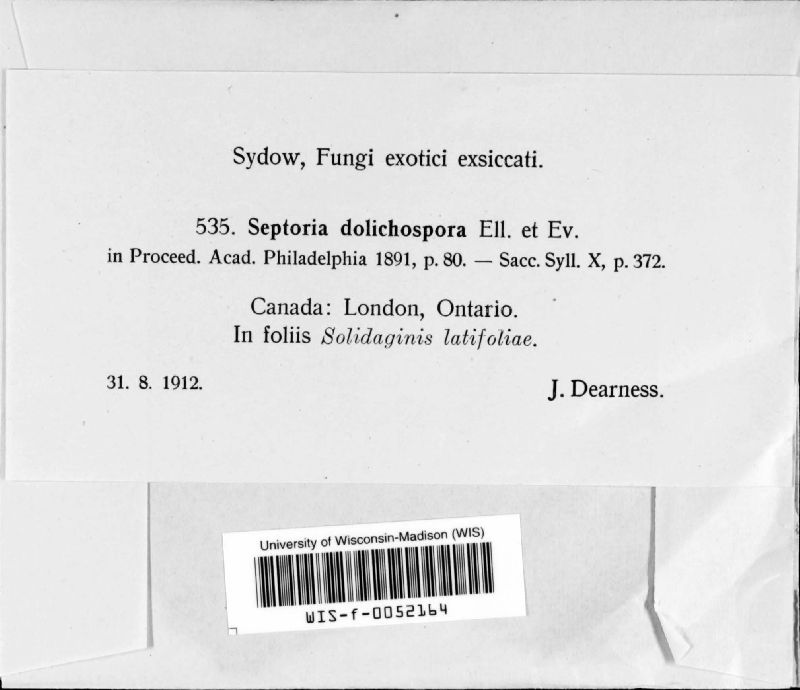 Sydow, Fungi exotici exsiccati.
535. Septoria dolichospora Ell. et Ev.
in Proceed. Acad. Philadelphia 1891, p. 80. — Sacc. Syll. X, p. 372.
Canada: London, Ontario.
In foliis Solidaginis latifoliae.
31. 8. 1912. J. Dearness.
University of Wisconsin-Madison (WIS)
WIS-f-0052164